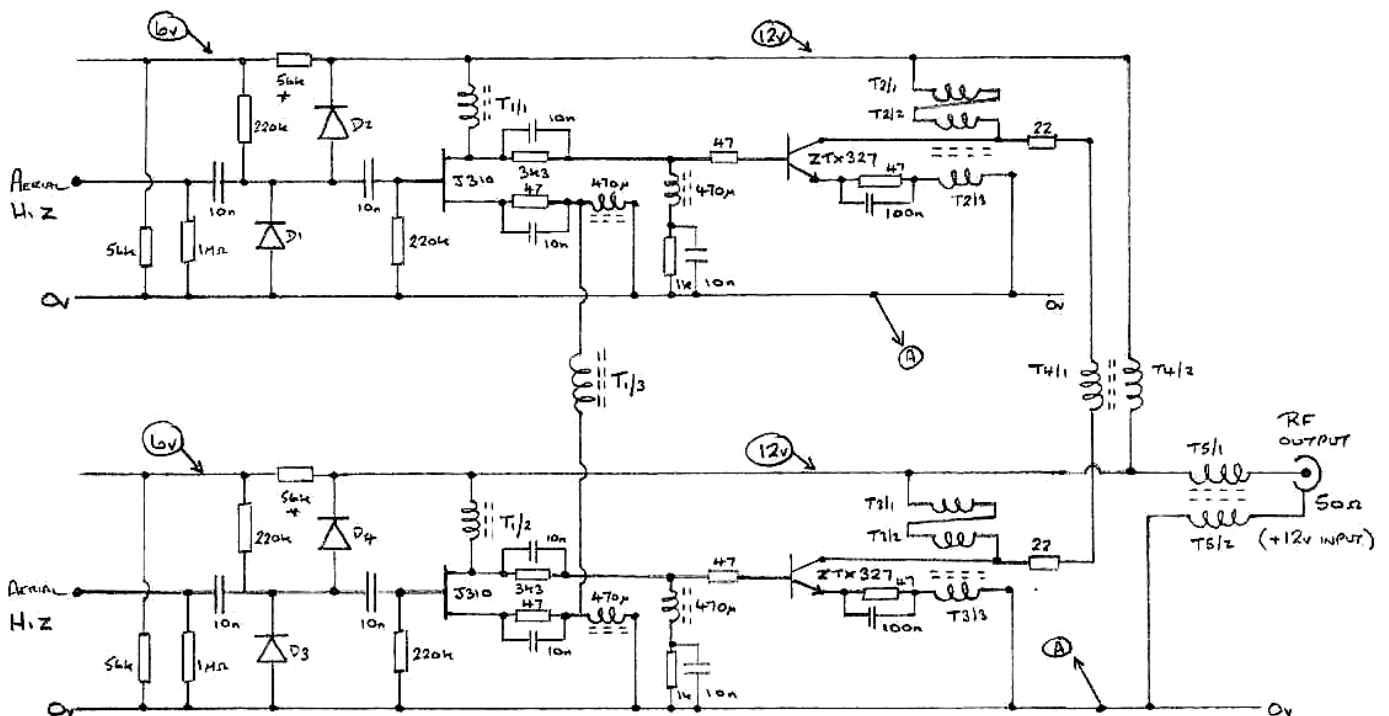 6v
12v
56k
*
220k
D2
T1/1
10n
3k3
47
10n
J310
470μ
47
470μ
1k
10n
ZTX327
47
100n
T2/1
T2/2
T2/3
22
AERIAL
HI Z
10n
56k
1MΩ
D1
10n
220k
0v
0v
A
T1/3
T4/1
T4/2
6v
12v
56k
*
220k
D4
T1/2
10n
3k3
47
10n
J310
470μ
47
470μ
1k
10n
ZTX327
47
100n
T3/1
T3/2
T3/3
22
AERIAL
HI Z
10n
56k
1MΩ
D3
10n
220k
0v
A
0v
T5/1
T5/2
RF
OUTPUT
50Ω
(+12V INPUT)